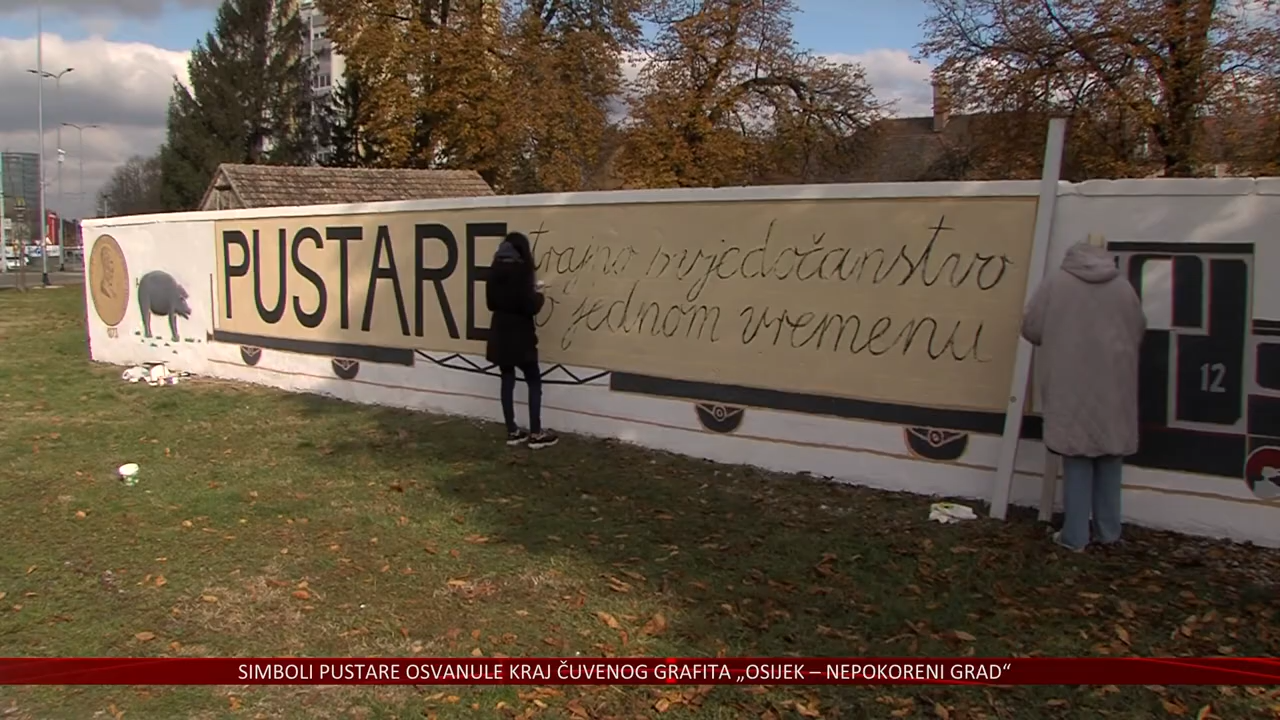 PUSTARE
trajno svjedočanstvo
o jednom vremenu
12
SIMBOLI PUSTARE OSVANULE KRAJ ČUVENOG GRAFITA „OSIJEK – NEPOKORENI GRAD“